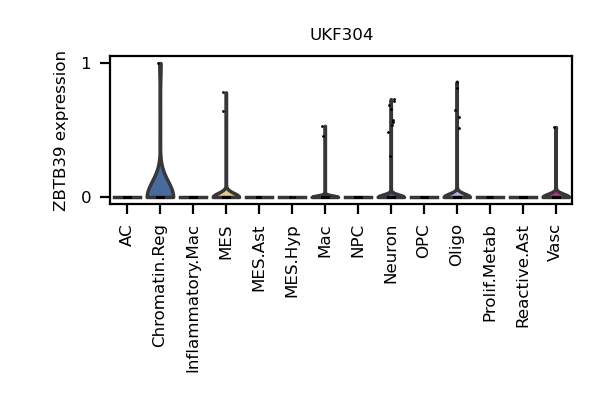 UKF304
ZBTB39 expression
1
0
AC
Chromatin.Reg
Inflammatory.Mac
MES
MES.Ast
MES.Hyp
Mac
NPC
Neuron
OPC
Oligo
Prolif.Metab
Reactive.Ast
Vasc